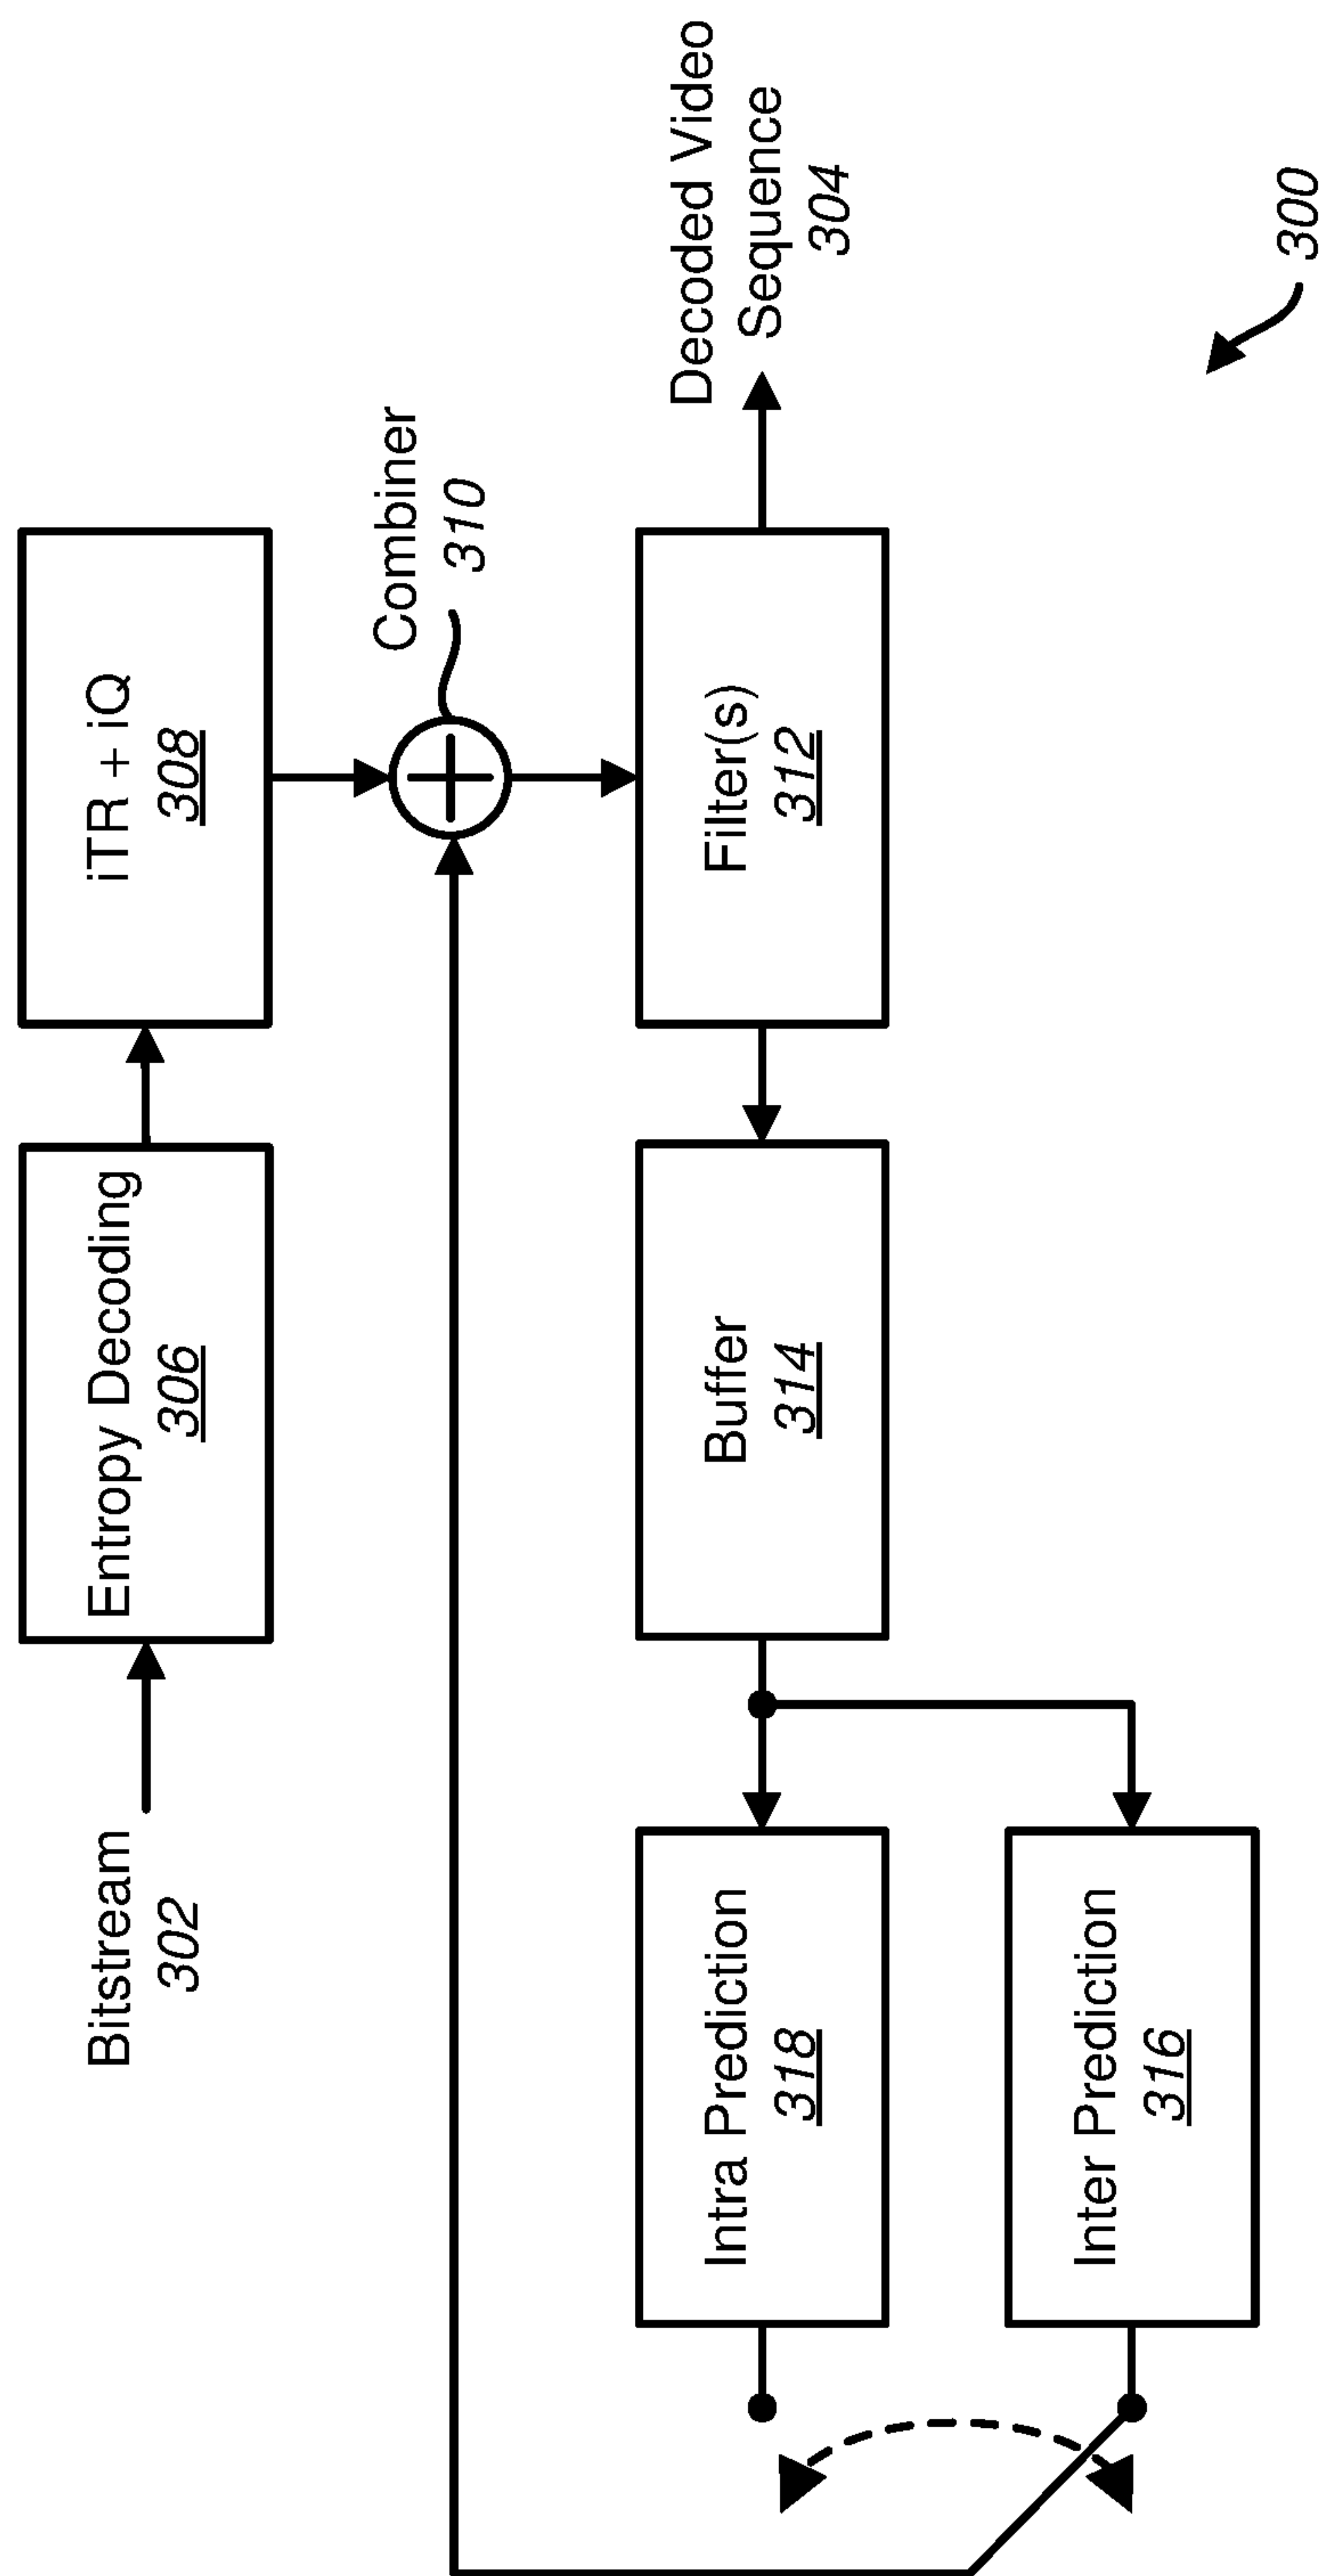 Bitstream
302
Entropy Decoding
306
iTR + iQ
308
Combiner
310
Intra Prediction
318
Buffer
314
Filter(s)
312
Decoded Video
Sequence
304
Inter Prediction
316
300